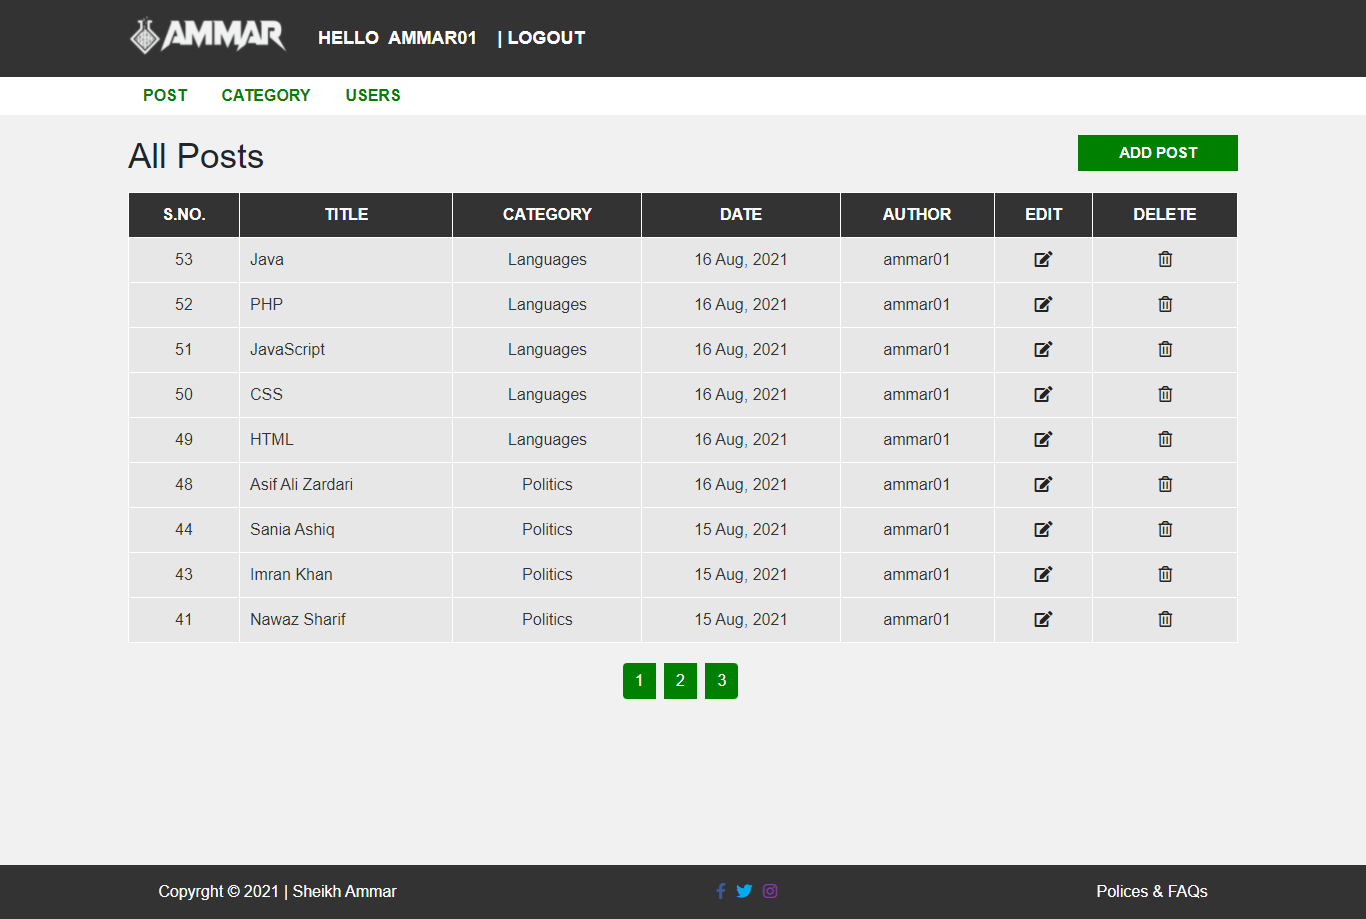 AMMAR HELLO AMMAR01 | LOGOUT
POST CATEGORY USERS
All Posts ADD POST
S.NO. TITLE CATEGORY DATE AUTHOR EDIT DELETE
53 Java Languages 16 Aug, 2021 ammar01
52 PHP Languages 16 Aug, 2021 ammar01
51 JavaScript Languages 16 Aug, 2021 ammar01
50 CSS Languages 16 Aug, 2021 ammar01
49 HTML Languages 16 Aug, 2021 ammar01
48 Asif Ali Zardari Politics 16 Aug, 2021 ammar01
44 Sania Ashiq Politics 15 Aug, 2021 ammar01
43 Imran Khan Politics 15 Aug, 2021 ammar01
41 Nawaz Sharif Politics 15 Aug, 2021 ammar01
1 2 3
Copyrght © 2021 | Sheikh Ammar Polices & FAQs